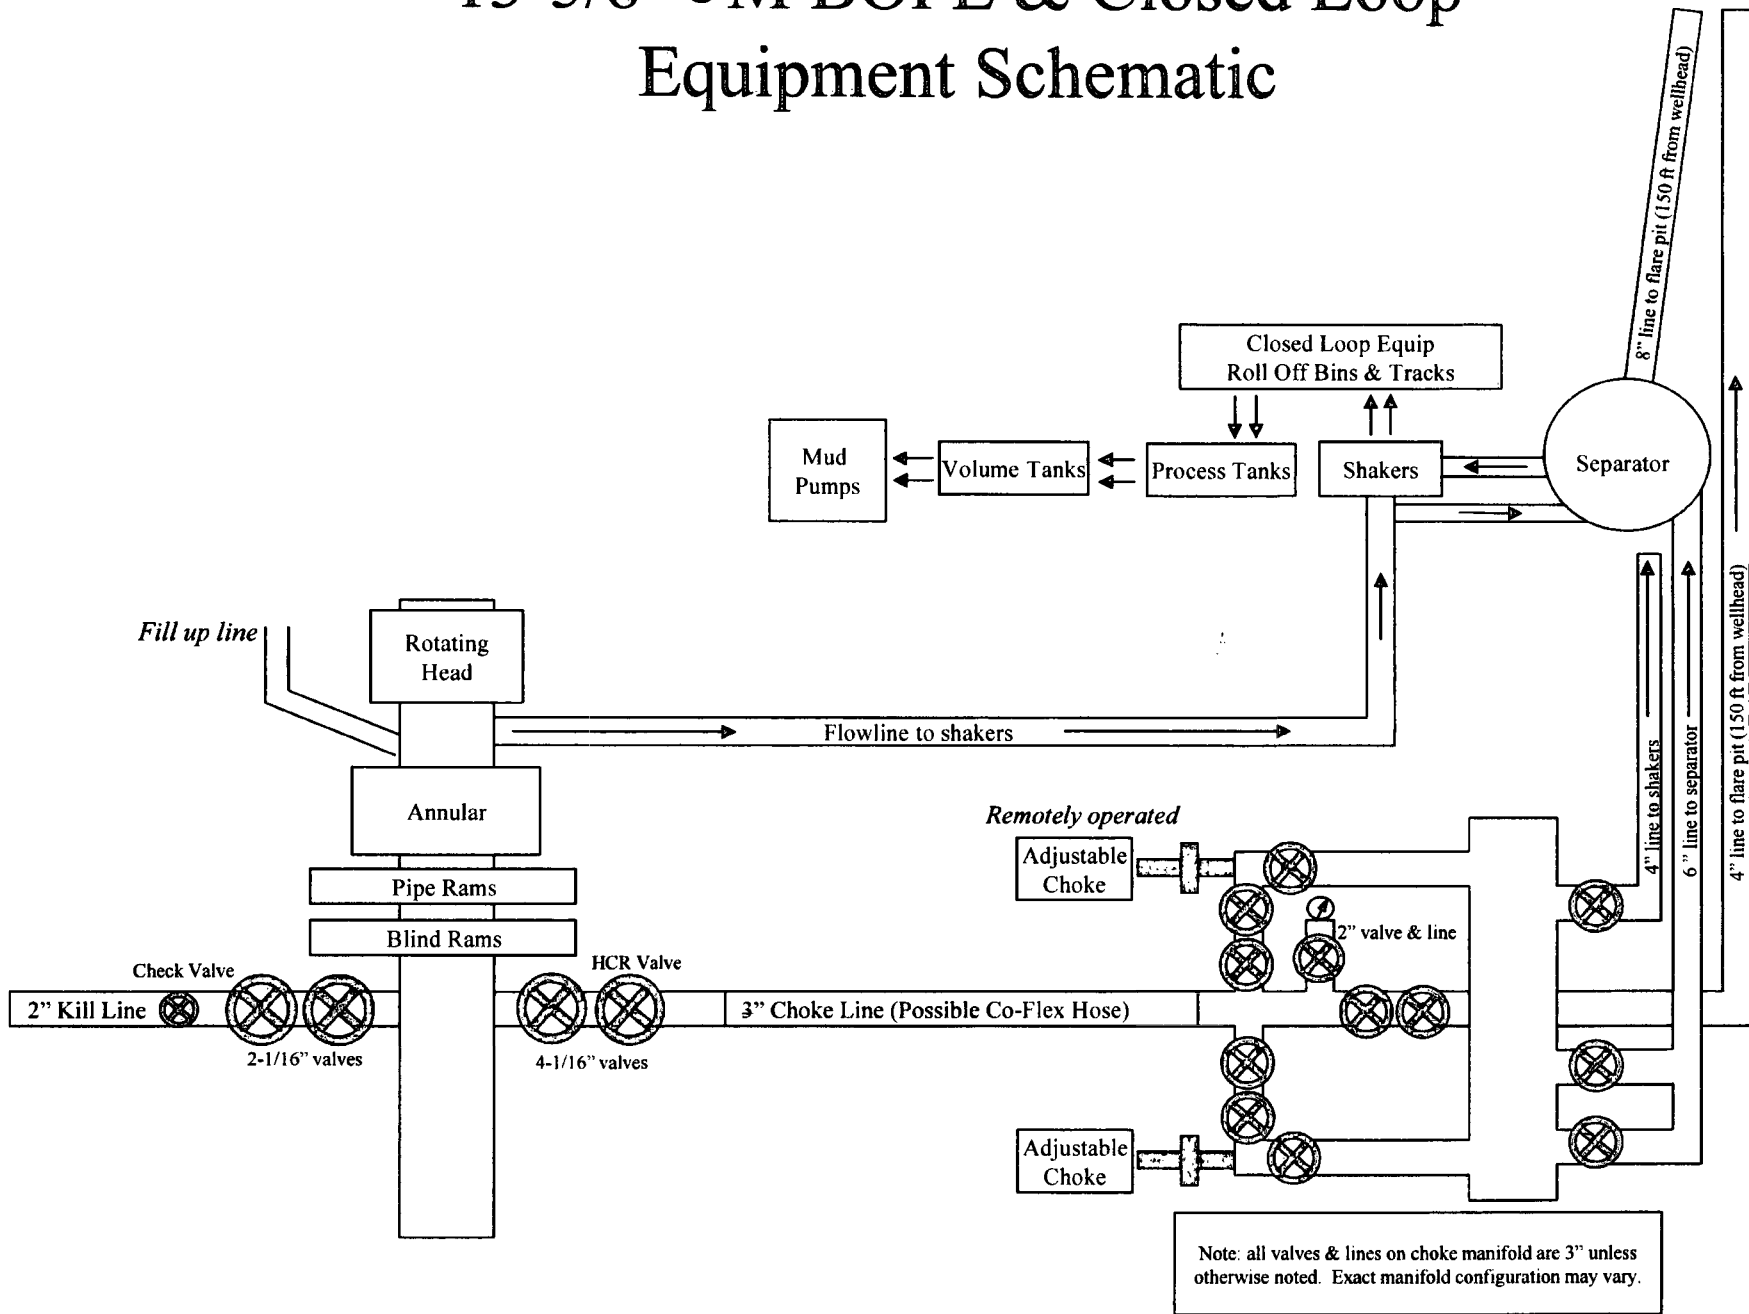 BOPE & Closed Loop
Equipment Schematic
8" line to flare pit (150 ft from wellhead)
Closed Loop Equip
Roll Off Bins & Tracks
Mud
Pumps
Volume Tanks
Process Tanks
Shakers
Separator
Fill up line
Rotating
Head
Flowline to shakers
Annular
Pipe Rams
Blind Rams
Remotely operated
Adjustable
Choke
2" valve & line
4" line to shakers
6" line to separator
4" line to flare pit (150 ft from wellhead)
Check Valve
HCR Valve
2" Kill Line
3" Choke Line (Possible Co-Flex Hose)
2-1/16" valves
4-1/16" valves
Adjustable
Choke
Note: all valves & lines on choke manifold are 3" unless
otherwise noted. Exact manifold configuration may vary.